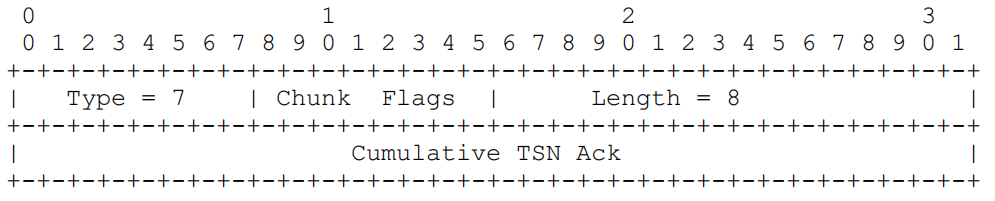 0                   1                   2                   3
 0 1 2 3 4 5 6 7 8 9 0 1 2 3 4 5 6 7 8 9 0 1 2 3 4 5 6 7 8 9 0 1
+-+-+-+-+-+-+-+-+-+-+-+-+-+-+-+-+-+-+-+-+-+-+-+-+-+-+-+-+-+-+-+-+
|   Type = 7    | Chunk  Flags  |      Length = 8               |
+-+-+-+-+-+-+-+-+-+-+-+-+-+-+-+-+-+-+-+-+-+-+-+-+-+-+-+-+-+-+-+-+
|                      Cumulative TSN Ack                       |
+-+-+-+-+-+-+-+-+-+-+-+-+-+-+-+-+-+-+-+-+-+-+-+-+-+-+-+-+-+-+-+-+